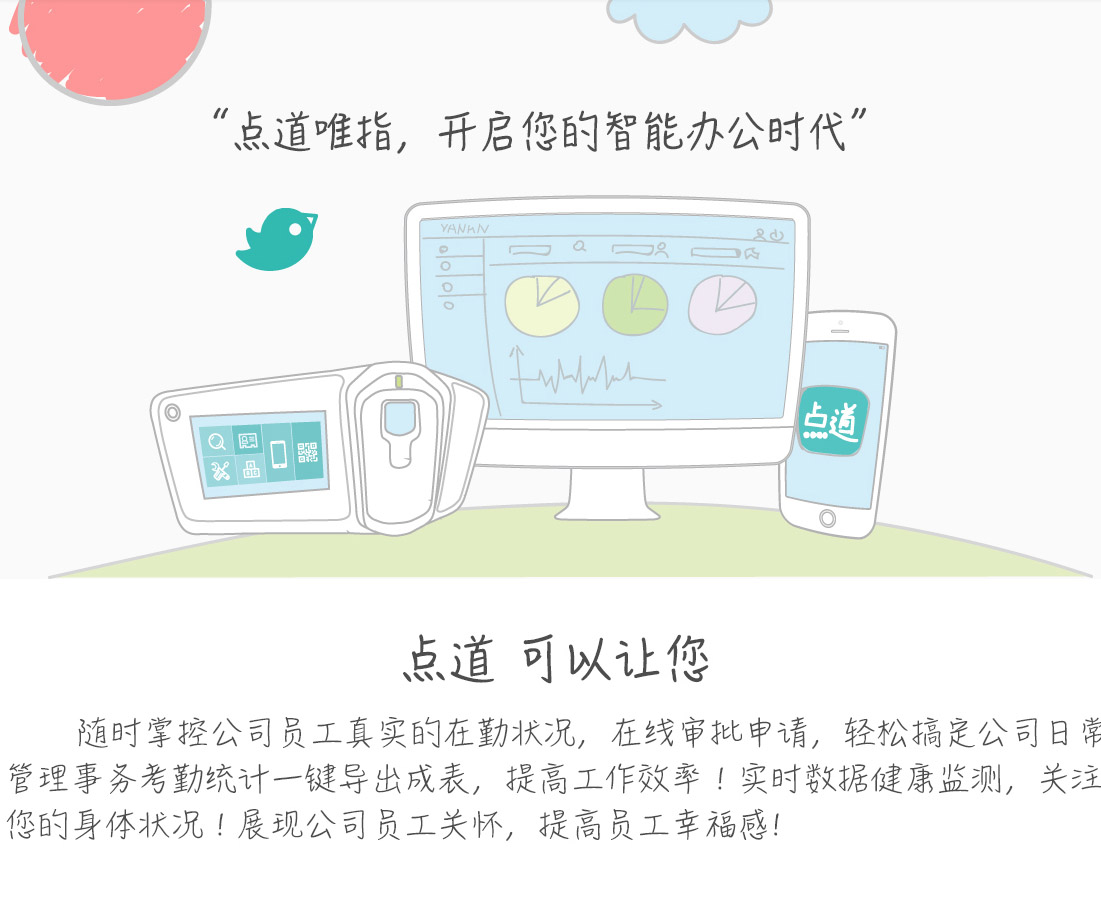 “点道唯指，开启您的智能办公时代”
YANhN
点道
点道 可以让您
随时掌控公司员工真实的在勤状况，在线审批申请，轻松搞定公司日常
管理事务考勤统计一键导出成表，提高工作效率！实时数据健康监测，关注
您的身体状况！展现公司员工关怀，提高员工幸福感！